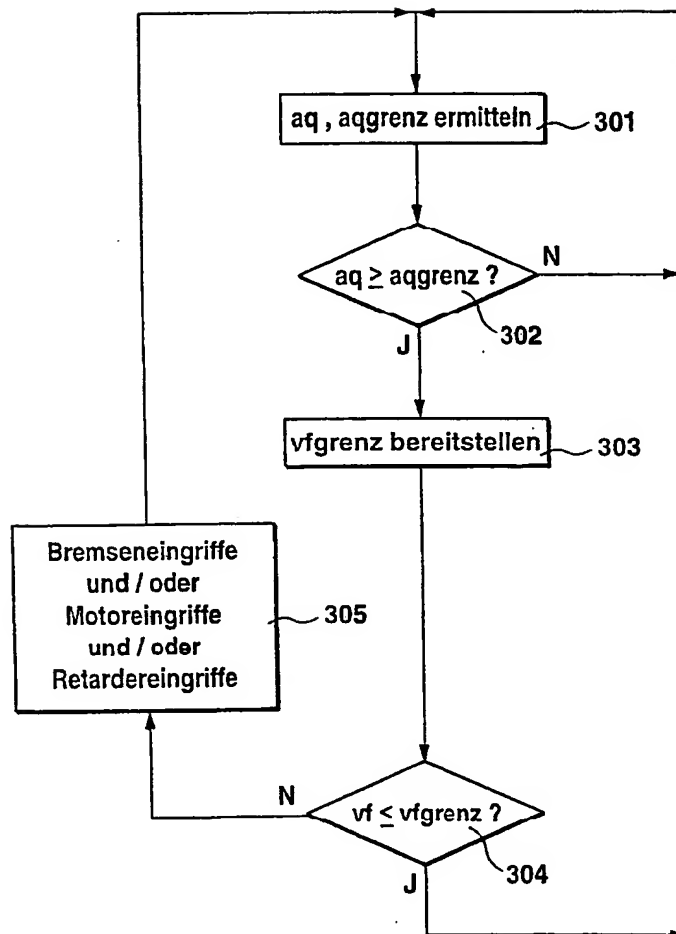 aq , aqgrenz ermitteln
301
aq ≥ aqgrenz ?
N
302
J
vfgrenz bereitstellen
303
Bremseneingriffe
und / oder
Motoreingriffe
und / oder
Retardereingriffe
305
N
vf ≤ vfgrenz ?
304
J